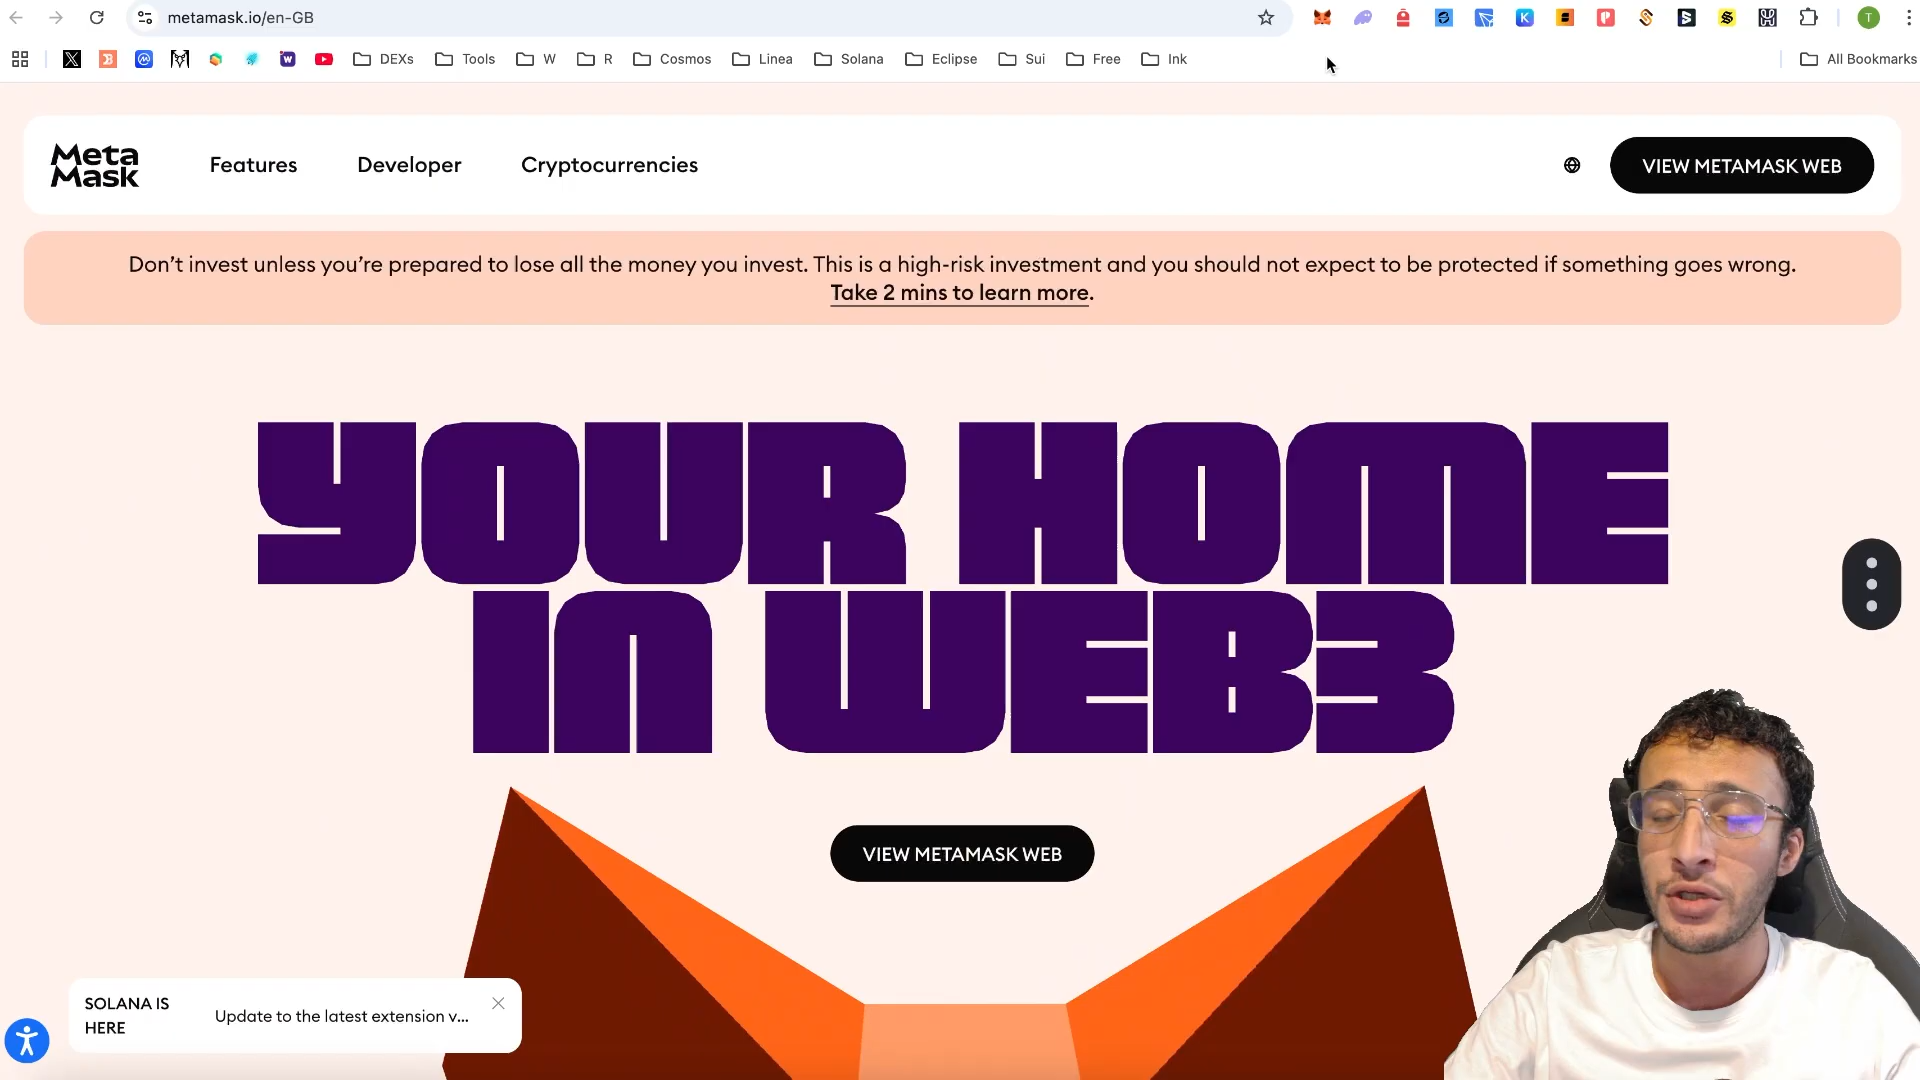 metamask.io/en-GB
T
DEXs
Tools
W
R
Cosmos
Linea
Solana
Eclipse
Sui
Free
Ink
All Bookmarks
Meta
Mask
Features
Developer
Cryptocurrencies
VIEW METAMASK WEB
Don’t invest unless you’re prepared to lose all the money you invest. This is a high-risk investment and you should not expect to be protected if something goes wrong.
Take 2 mins to learn more.
YOUR HOME
IN WEB3
VIEW METAMASK WEB
SOLANA IS
HERE
Update to the latest extension v...